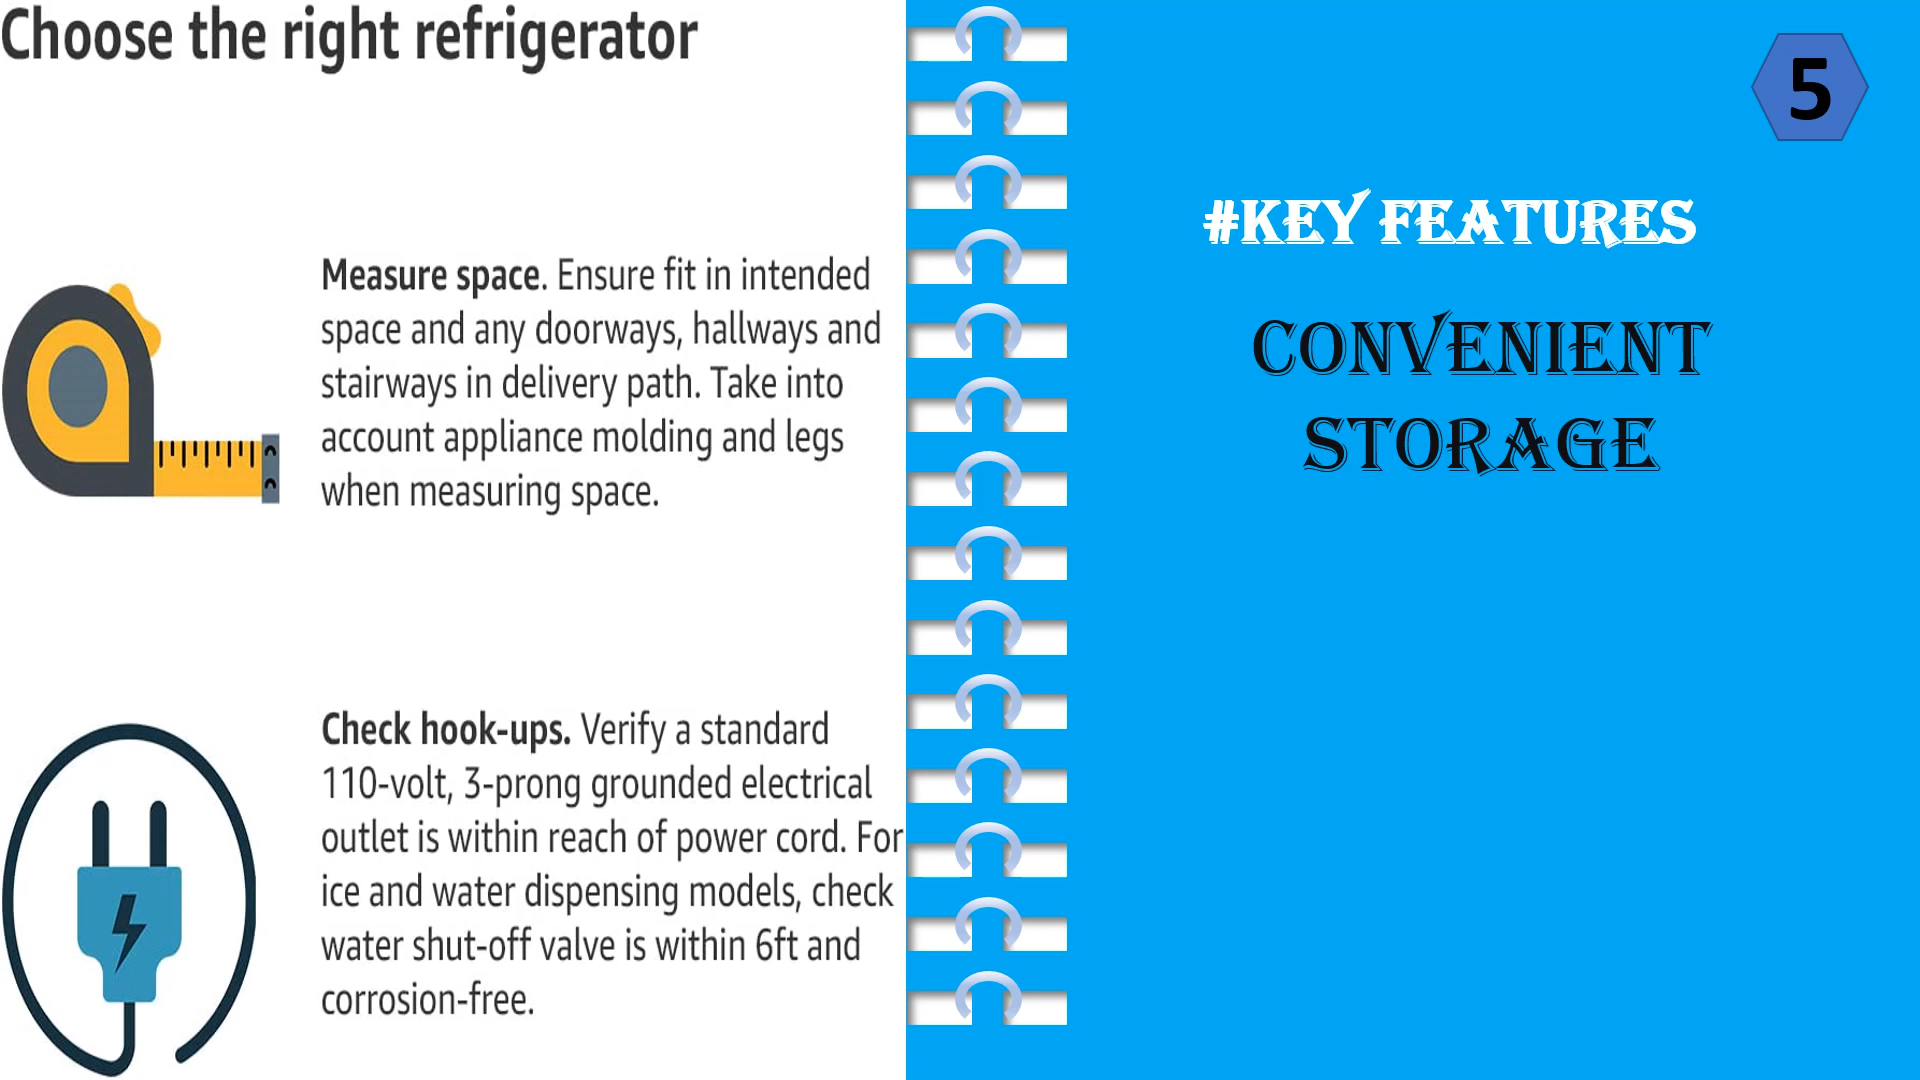 Choose the right refrigerator
Measure space. Ensure fit in intended
space and any doorways, hallways and
stairways in delivery path. Take into
account appliance molding and legs
when measuring space.
Check hook-ups. Verify a standard
110-volt, 3-prong grounded electrical
outlet is within reach of power cord. For
ice and water dispensing models, check
water shut-off valve is within 6ft and
corrosion-free.
5
#KEY FEATURES
CONVENIENT
STORAGE